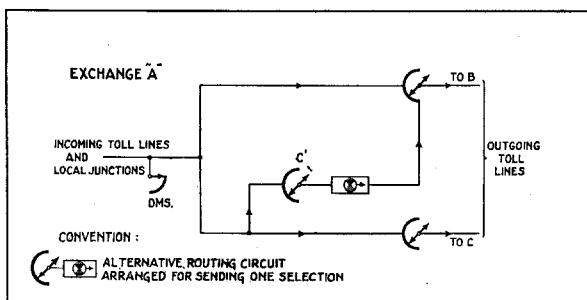 EXCHANGE "A"
TO B
INCOMING TOLL LINES
AND
LOCAL JUNCTIONS
DMS.
C'
OUTGOING
TOLL
LINES
TO C
CONVENTION :
ALTERNATIVE ROUTING CIRCUIT
ARRANGED FOR SENDING ONE SELECTION